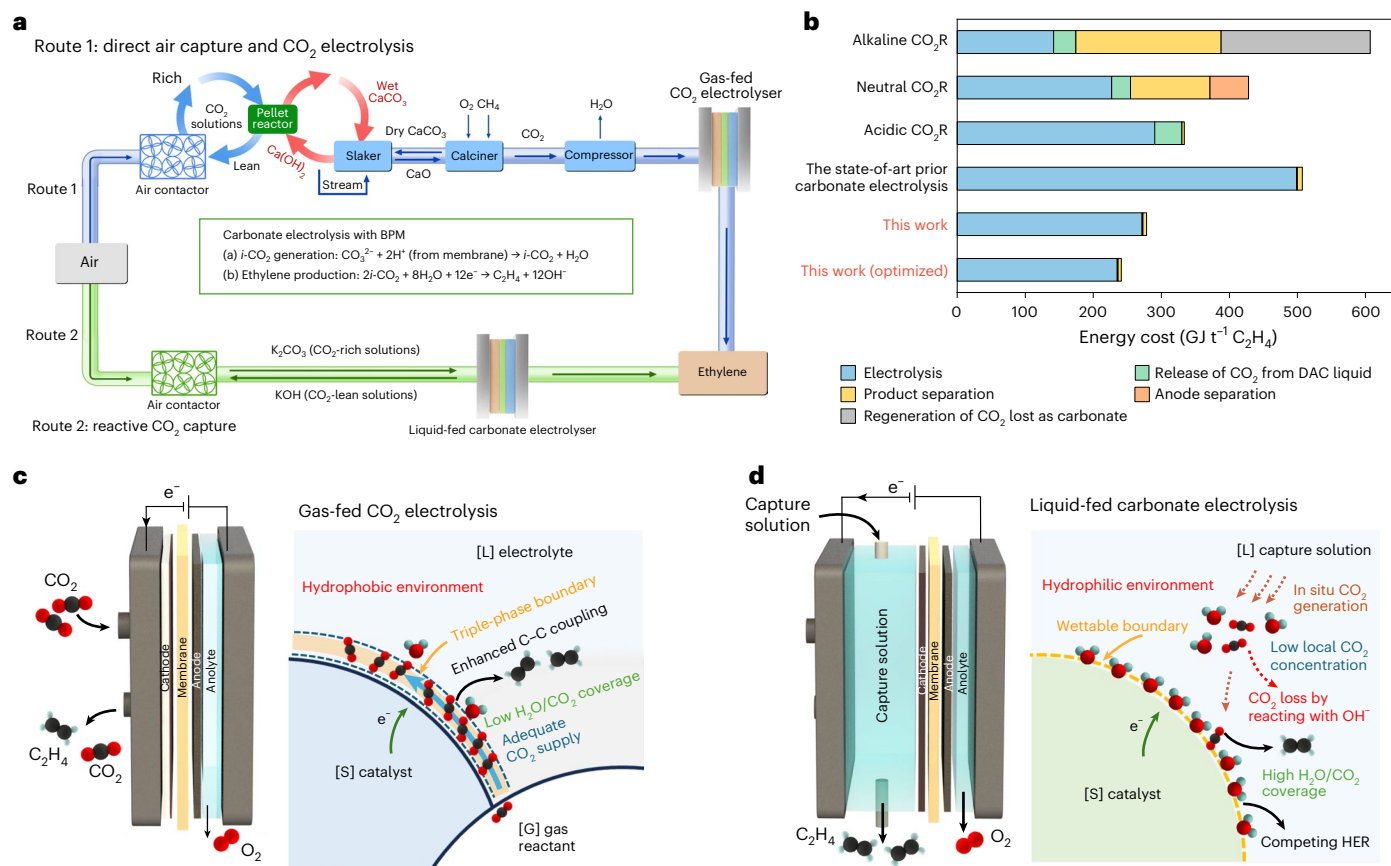 a
Route 1: direct air capture and CO₂ electrolysis
Rich
CO₂
solutions
Lean
Air contactor
Pellet
reactor
Wet
CaCO₃
Ca(OH)₂
Slaker
Stream
Dry CaCO₃
CaO
O₂ CH₄
Calciner
CO₂
H₂O
Compressor
Gas-fed
CO₂ electrolyser
Route 1
Air
Carbonate electrolysis with BPM
(a) i-CO₂ generation: CO₃²⁻ + 2H⁺ (from membrane) → i-CO₂ + H₂O
(b) Ethylene production: 2i-CO₂ + 8H₂O + 12e⁻ → C₂H₄ + 12OH⁻
Route 2
Air contactor
K₂CO₃ (CO₂-rich solutions)
KOH (CO₂-lean solutions)
Liquid-fed carbonate electrolyser
Ethylene
Route 2: reactive CO₂ capture
b
Alkaline CO₂R
Neutral CO₂R
Acidic CO₂R
The state-of-art prior
carbonate electrolysis
This work
This work (optimized)
0 100 200 300 400 500 600
Energy cost (GJ t⁻¹ C₂H₄)
Electrolysis
Release of CO₂ from DAC liquid
Product separation
Anode separation
Regeneration of CO₂ lost as carbonate
c
e⁻
CO₂
Cathode
Membrane
Anode
Anolyte
C₂H₄
CO₂
O₂
Gas-fed CO₂ electrolysis
[L] electrolyte
Hydrophobic environment
Triple-phase boundary
Enhanced C–C coupling
Low H₂O/CO₂ coverage
Adequate
CO₂ supply
e⁻
[S] catalyst
[G] gas
reactant
d
e⁻
Capture
solution
Capture solution
Cathode
Membrane
Anode
Anolyte
C₂H₄
O₂
Liquid-fed carbonate electrolysis
[L] capture solution
Hydrophilic environment
In situ CO₂
generation
Wettable boundary
Low local CO₂
concentration
CO₂ loss by
reacting with OH⁻
e⁻
[S] catalyst
High H₂O/CO₂
coverage
Competing HER